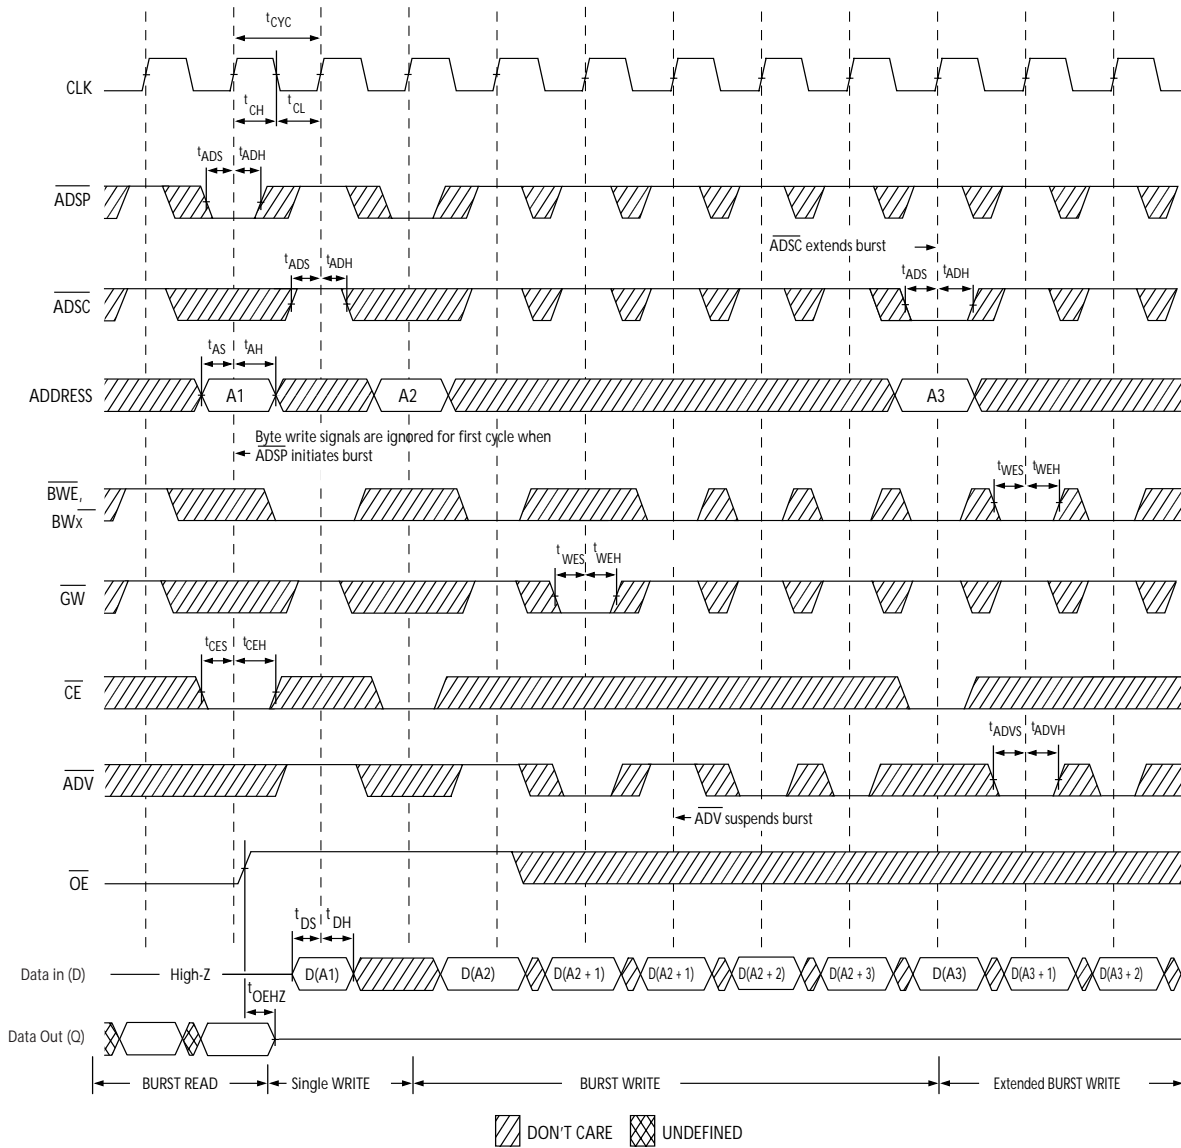 tCYC
CLK
tCH
tCL
tADS
tADH
ADSP
ADSC extends burst
tADS
tADH
tADS
tADH
ADSC
tAS
tAH
ADDRESS
A1
A2
A3
Byte write signals are ignored for first cycle when
ADSP initiates burst
BWE,
BWx
tWES
tWEH
tWES
tWEH
GW
tCES
tCEH
CE
tADVS
tADVH
ADV
ADV suspends burst
OE
tDS
tDH
Data in (D)
High-Z
D(A1)
D(A2)
D(A2 + 1)
D(A2 + 1)
D(A2 + 2)
D(A2 + 3)
D(A3)
D(A3 + 1)
D(A3 + 2)
tOEHZ
Data Out (Q)
BURST READ
Single WRITE
BURST WRITE
Extended BURST WRITE
DON'T CARE
UNDEFINED